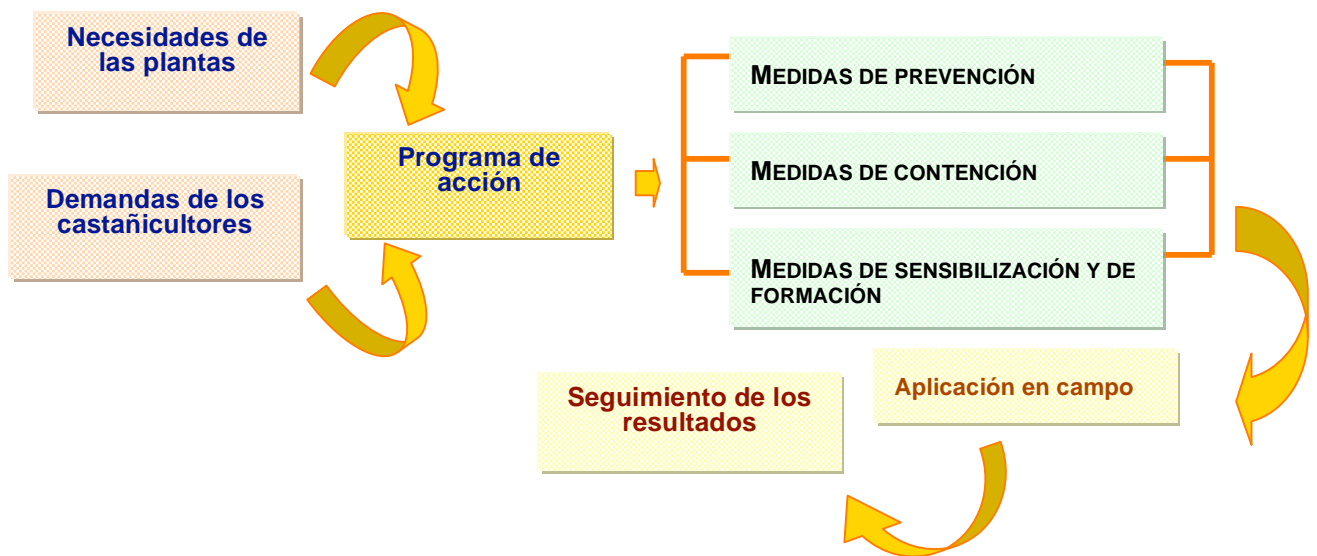 Necesidades de
las plantas
Demandas de los
castañicultores
Programa de
acción
MEDIDAS DE PREVENCIÓN
MEDIDAS DE CONTENCIÓN
MEDIDAS DE SENSIBILIZACIÓN Y DE
FORMACIÓN
Aplicación en campo
Seguimiento de los
resultados